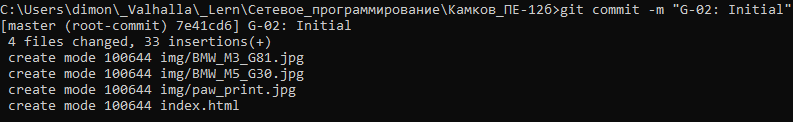 C:\Users\dimon\_Valhalla\_Lern\Сетевое_программирование\Камков_ПЕ-126>git commit -m "G-02: Initial"
[master (root-commit) 7e41cd6] G-02: Initial
 4 files changed, 33 insertions(+)
 create mode 100644 img/BMW_M3_G81.jpg
 create mode 100644 img/BMW_M5_G30.jpg
 create mode 100644 img/paw_print.jpg
 create mode 100644 index.html